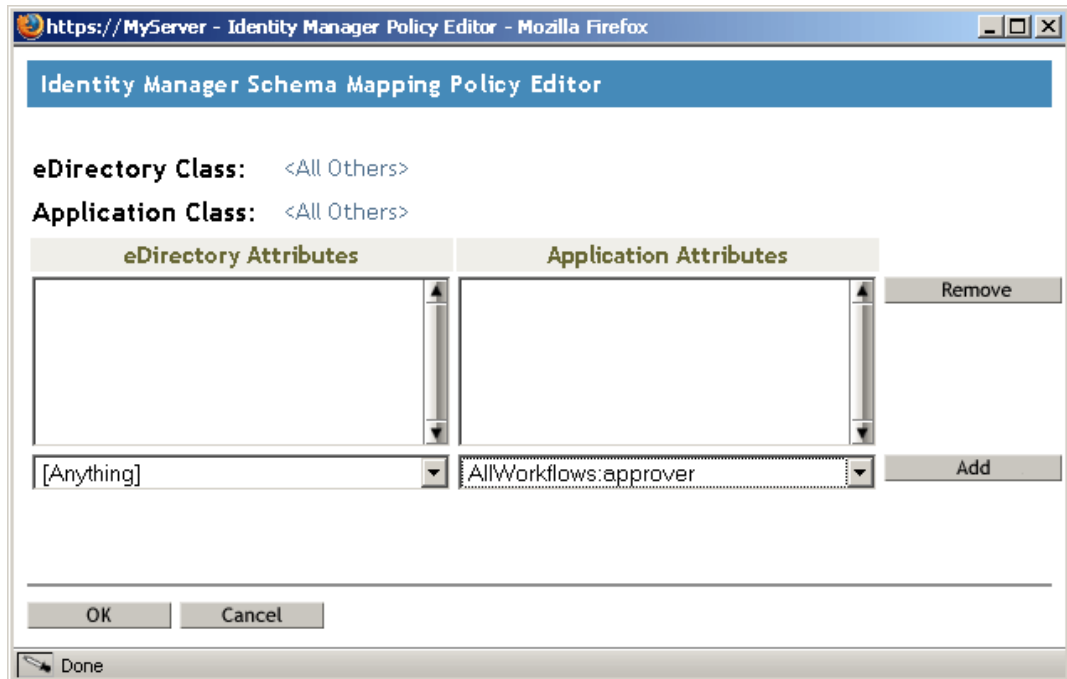 https://MyServer - Identity Manager Policy Editor - Mozilla Firefox
Identity Manager Schema Mapping Policy Editor
eDirectory Class: <All Others>
Application Class: <All Others>
eDirectory Attributes Application Attributes
Remove
[Anything] AllWorkflows:approver Add
OK Cancel
Done